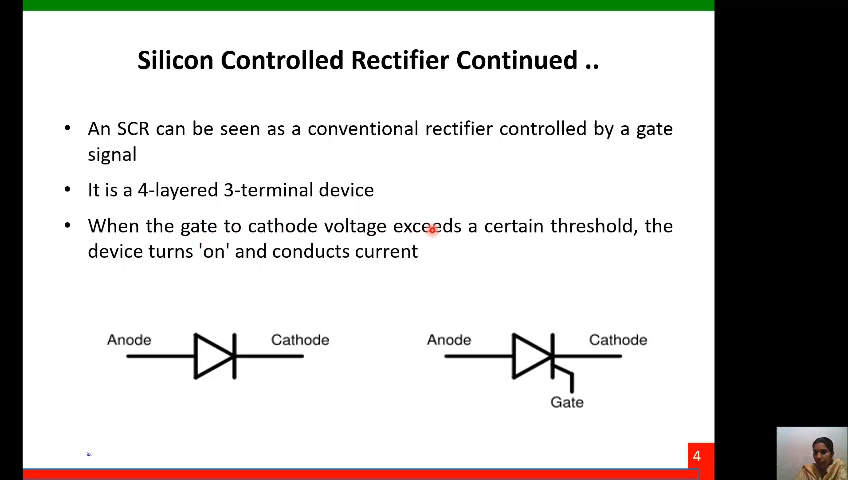 Silicon Controlled Rectifier Continued ..
• An SCR can be seen as a conventional rectifier controlled by a gate
signal
• It is a 4-layered 3-terminal device
• When the gate to cathode voltage exceeds a certain threshold, the
device turns 'on' and conducts current
Anode Cathode
Anode Cathode
Gate
4